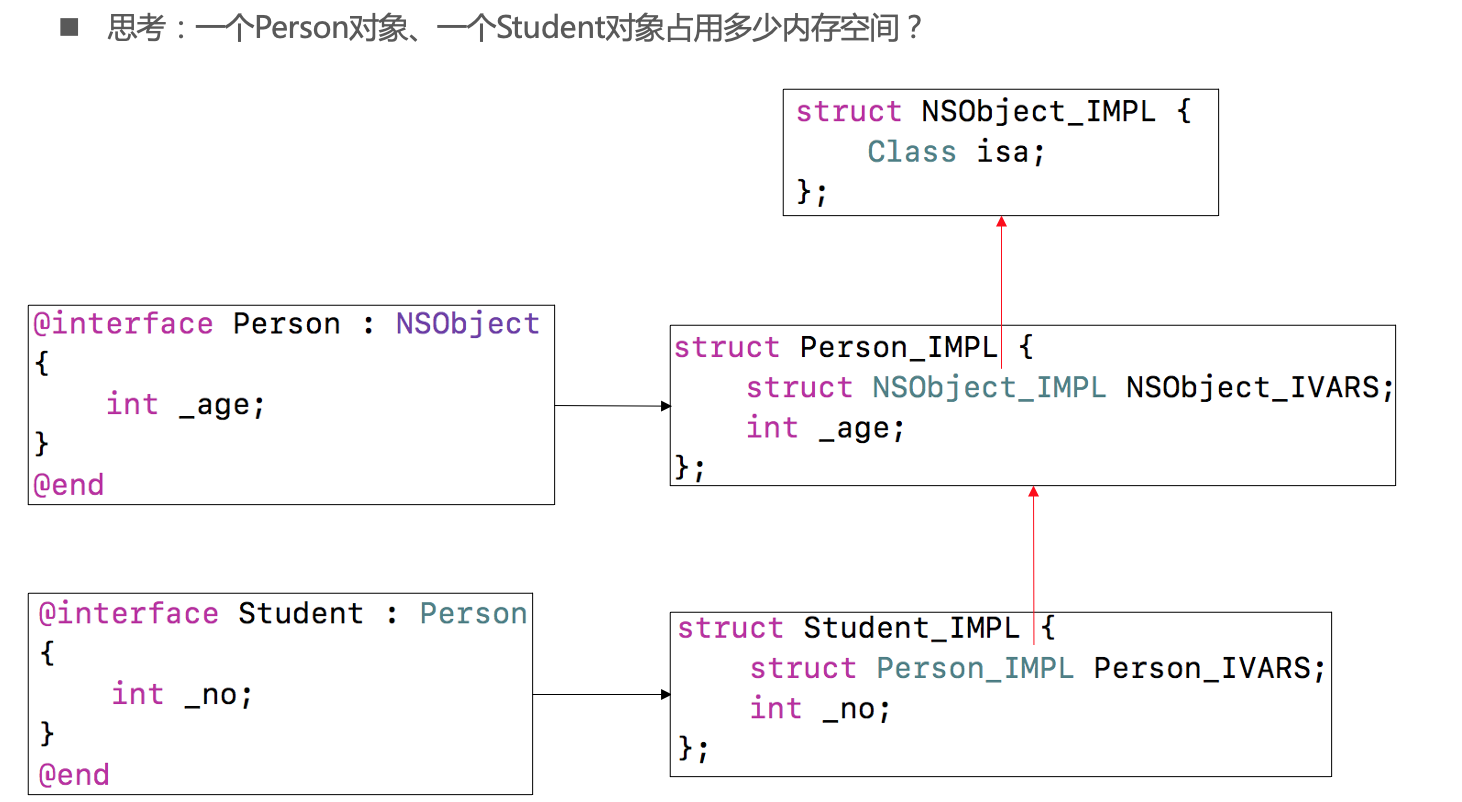 ■ 思考：一个Person对象、一个Student对象占用多少内存空间？
struct NSObject_IMPL {
    Class isa;
};
@interface Person : NSObject
{
    int _age;
}
@end
struct Person_IMPL {
    struct NSObject_IMPL NSObject_IVARS;
    int _age;
};
@interface Student : Person
{
    int _no;
}
@end
struct Student_IMPL {
    struct Person_IMPL Person_IVARS;
    int _no;
};